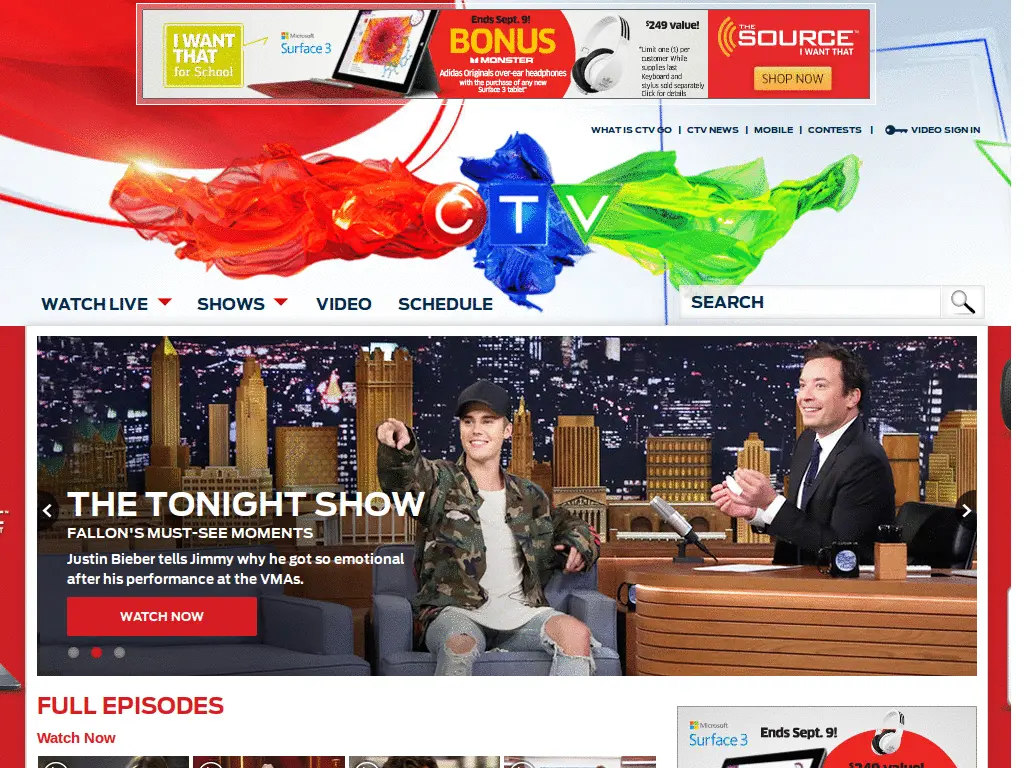 I WANT
THAT
for School
Microsoft
Surface 3
Ends Sept. 9!
BONUS
MONSTER
Adidas Originals over-ear headphones
with the purchase of any new
Surface 3 tablet*
$249 value!
*Limit one (1) per
customer While
supplies last
Keyboard and
stylus sold separately
Click for details
THE
SOURCE
I WANT THAT
SHOP NOW
WHAT IS CTV GO | CTV NEWS | MOBILE | CONTESTS | VIDEO SIGN IN
CTV
WATCH LIVE SHOWS VIDEO SCHEDULE
SEARCH
THE TONIGHT SHOW
FALLON'S MUST-SEE MOMENTS
Justin Bieber tells Jimmy why he got so emotional
after his performance at the VMAs.
WATCH NOW
FULL EPISODES
Watch Now
Microsoft
Surface 3
Ends Sept. 9!
$249 value!